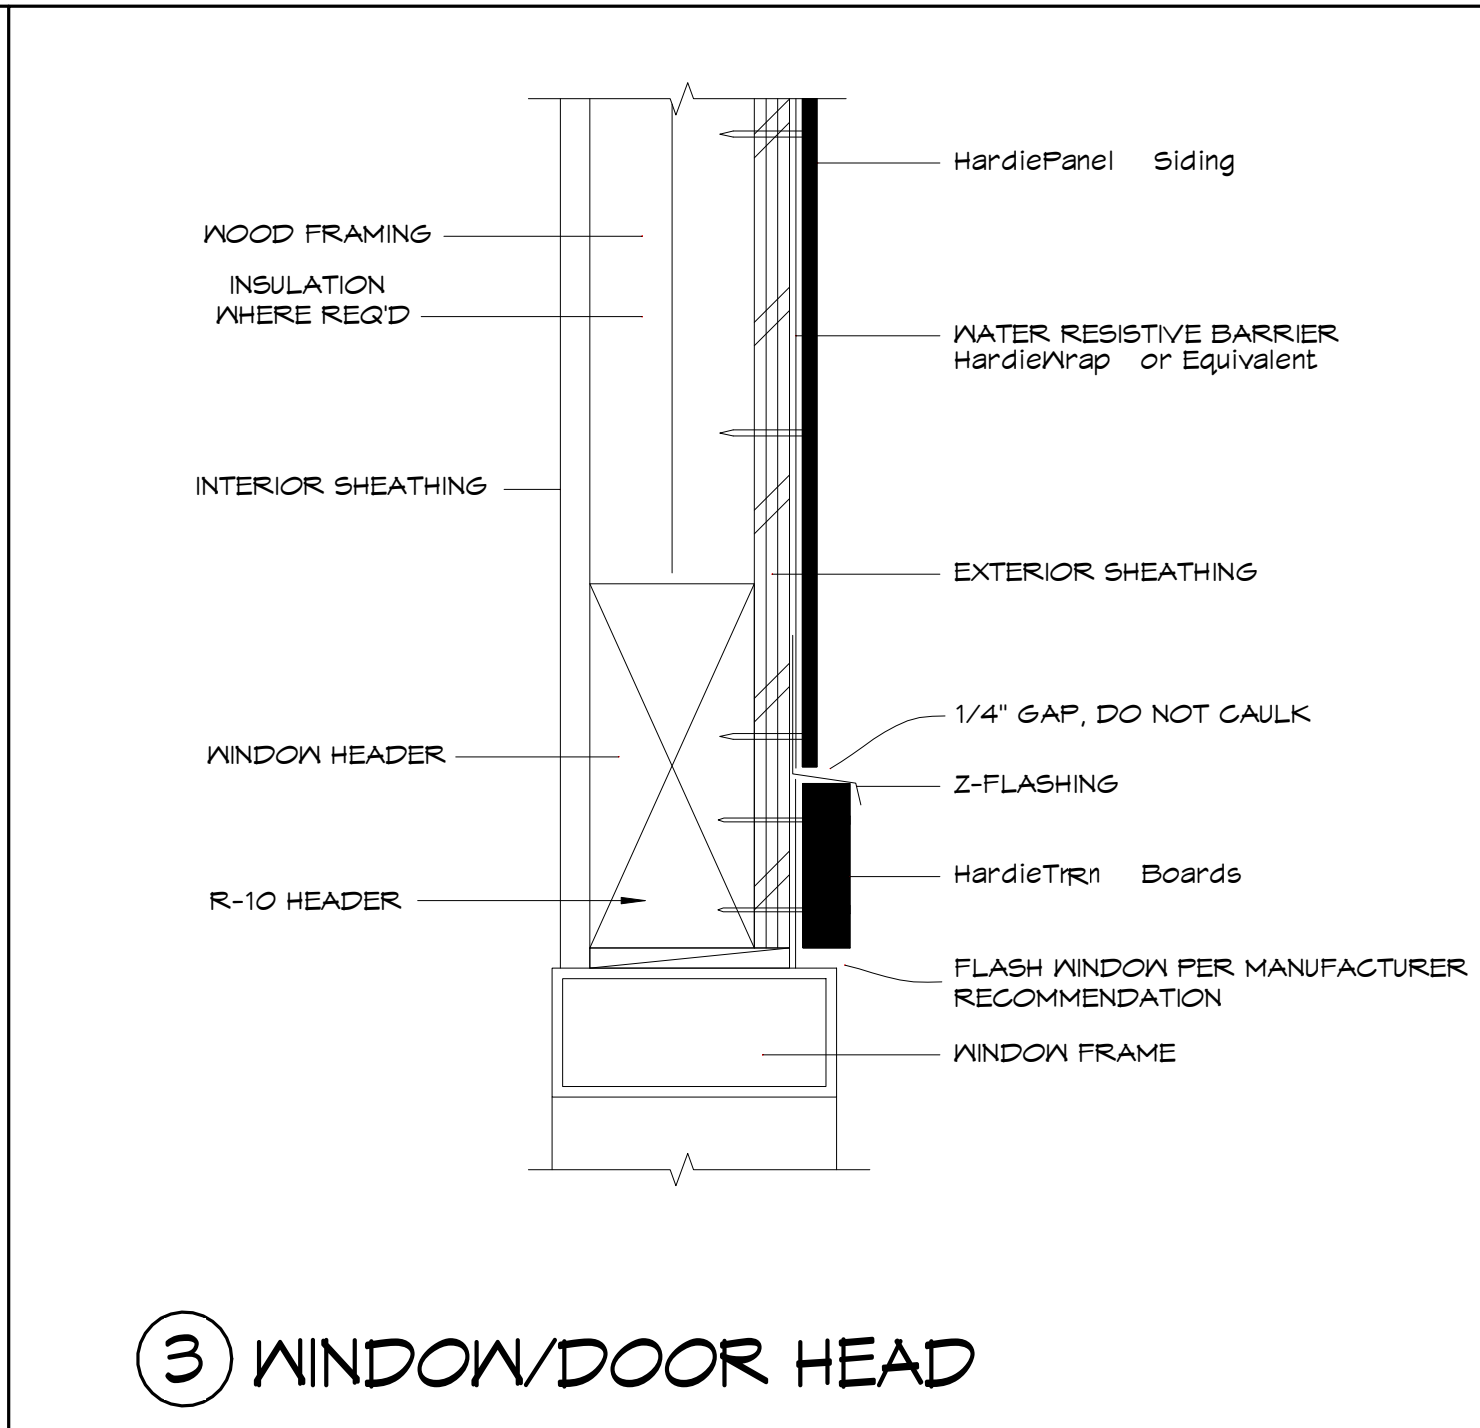 HardiePanel Siding
WOOD FRAMING
INSULATION
WHERE REQ'D
WATER RESISTIVE BARRIER
HardieWrap or Equivalent
INTERIOR SHEATHING
EXTERIOR SHEATHING
1/4" GAP, DO NOT CAULK
WINDOW HEADER
Z-FLASHING
HardieTrRn Boards
R-10 HEADER
FLASH WINDOW PER MANUFACTURER
RECOMMENDATION
WINDOW FRAME
3 WINDOW/DOOR HEAD